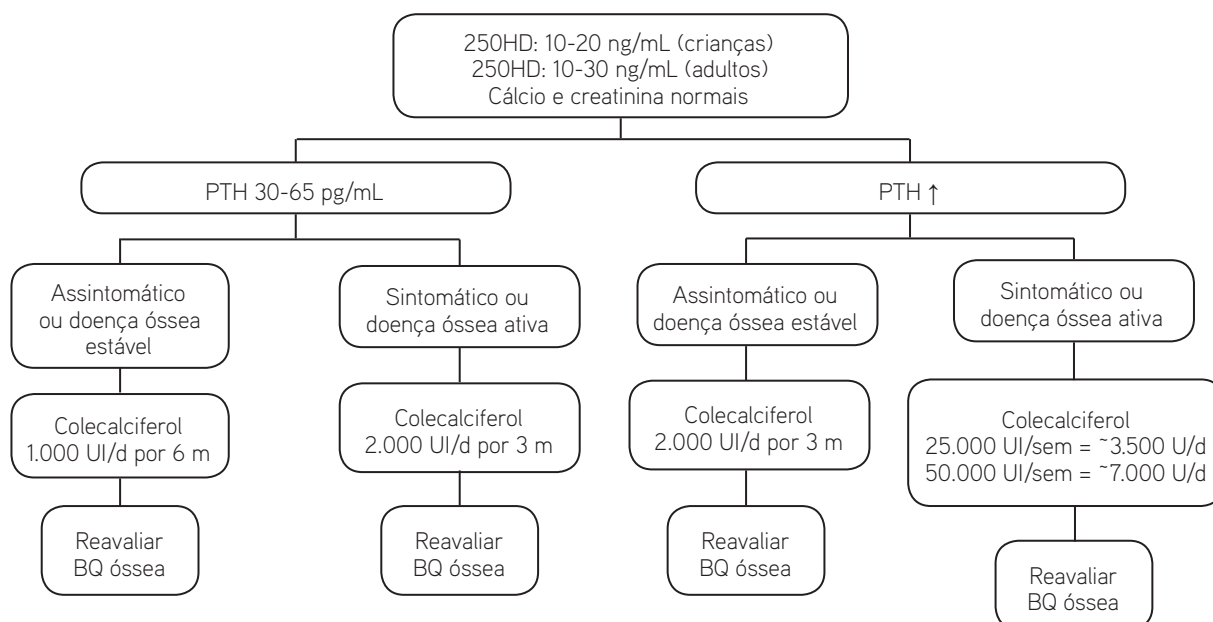 250HD: 10-20 ng/mL (crianças)
250HD: 10-30 ng/mL (adultos)
Cálcio e creatinina normais
PTH 30-65 pg/mL
PTH ↑
Assintomático
ou doença óssea
estável
Sintomático ou
doença óssea ativa
Assintomático ou
doença óssea estável
Sintomático ou
doença óssea ativa
Colecalciferol
1.000 UI/d por 6 m
Colecalciferol
2.000 UI/d por 3 m
Colecalciferol
2.000 UI/d por 3 m
Colecalciferol
25.000 UI/sem = ~3.500 U/d
50.000 UI/sem = ~7.000 U/d
Reavaliar
BQ óssea
Reavaliar
BQ óssea
Reavaliar
BQ óssea
Reavaliar
BQ óssea